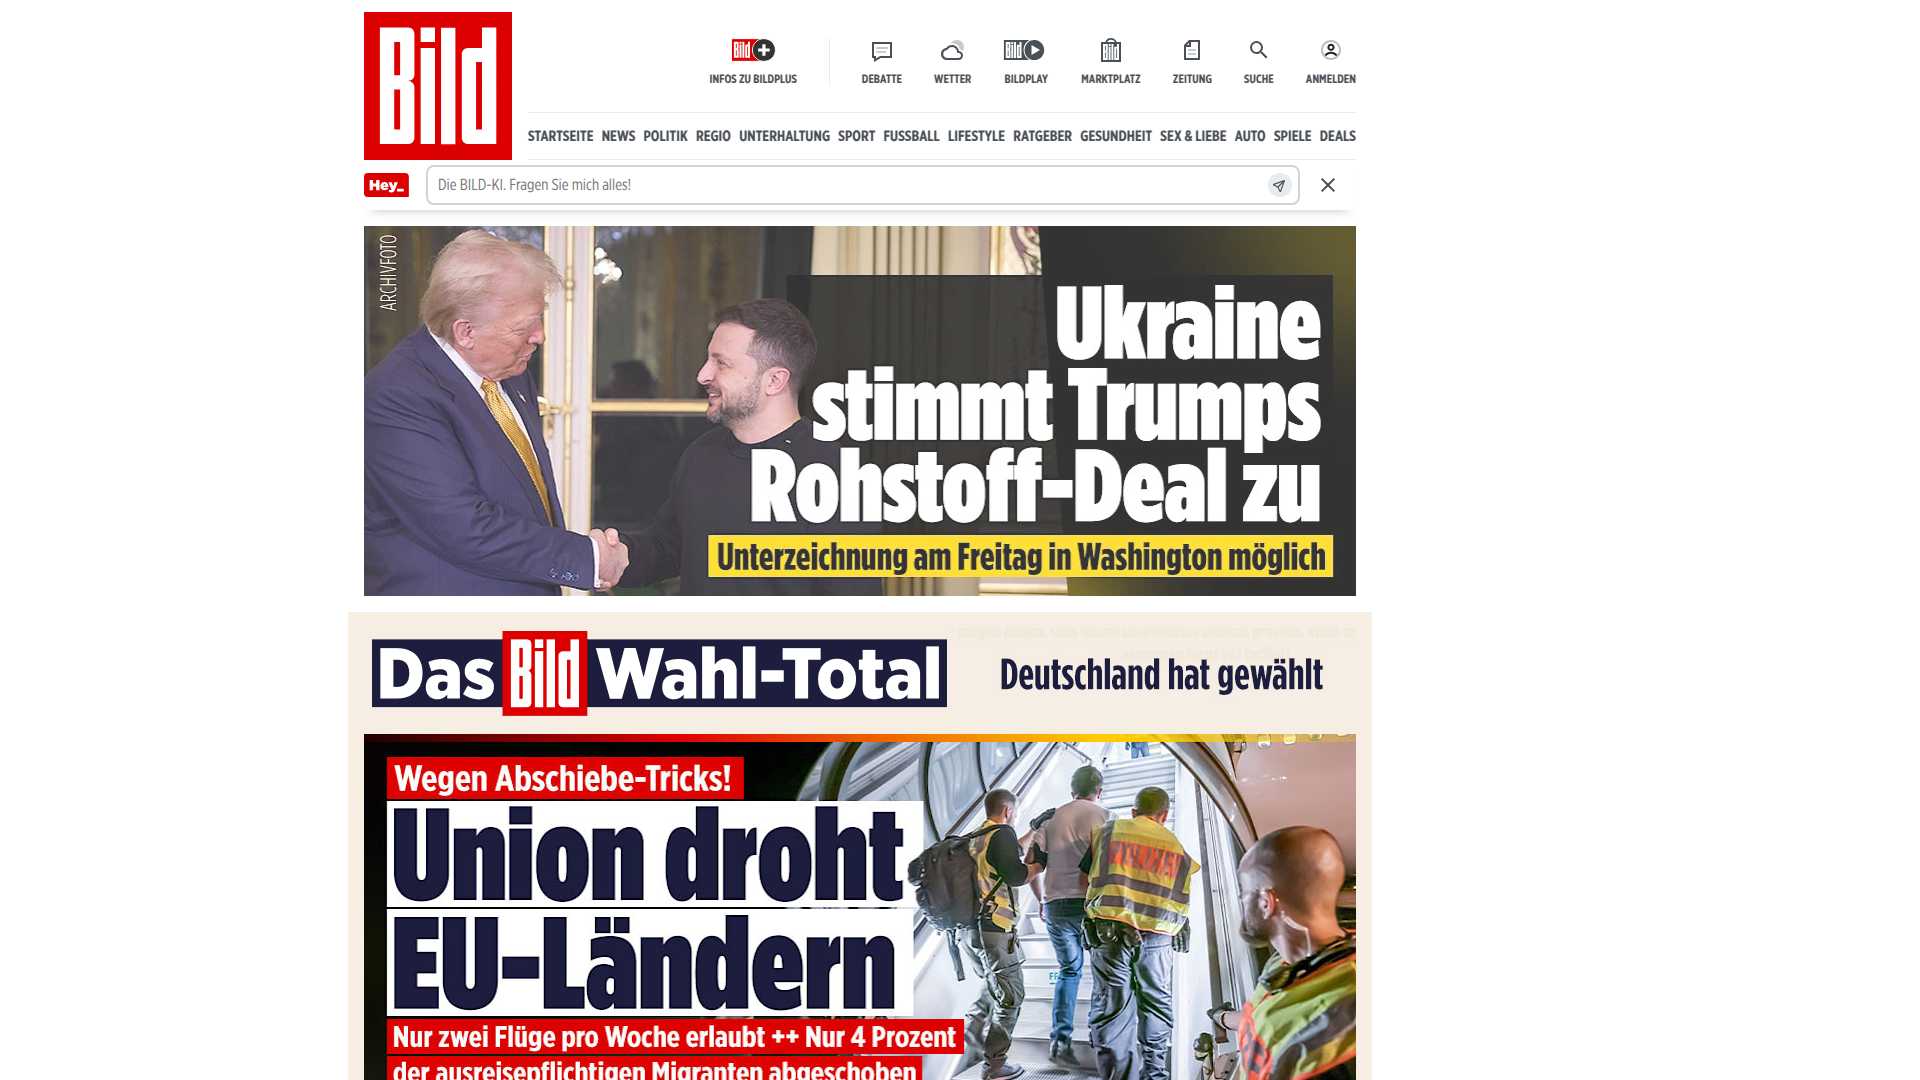 Bild
INFOS ZU BILDPLUS
DEBATTE
WETTER
BILDPLAY
MARKTPLATZ
ZEITUNG
SUCHE
ANMELDEN
STARTSEITE NEWS POLITIK REGIO UNTERHALTUNG SPORT FUSSBALL LIFESTYLE RATGEBER GESUNDHEIT SEX & LIEBE AUTO SPIELE DEALS
Hey_ Die BILD-KI. Fragen Sie mich alles!
ARCHIVFOTO
Ukraine
stimmt Trumps
Rohstoff-Deal zu
Unterzeichnung am Freitag in Washington möglich
Das Bild Wahl-Total
Deutschland hat gewählt
Wegen Abschiebe-Tricks!
Union droht
EU-Ländern
Nur zwei Flüge pro Woche erlaubt ++ Nur 4 Prozent
der ausreisepflichtigen Migranten abgeschoben